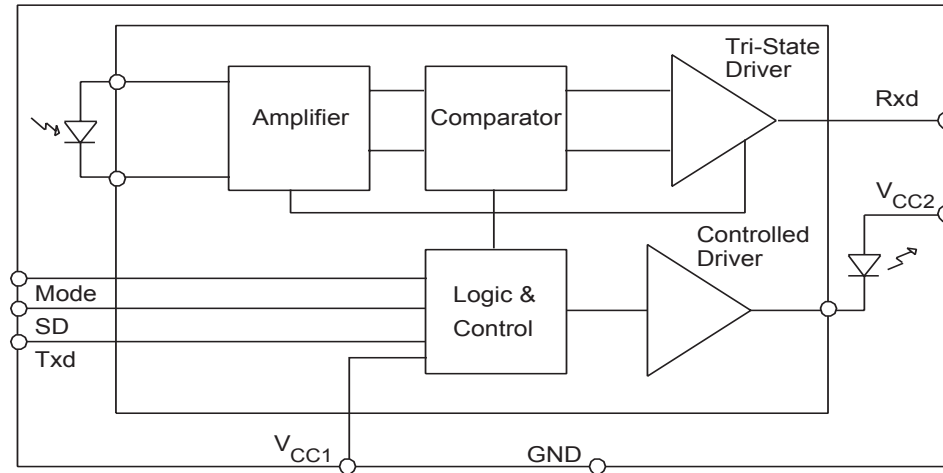 Tri-State
Driver
Amplifier
Comparator
Rxd
VCC2
Controlled
Driver
Mode
Logic &
Control
SD
Txd
VCC1
GND